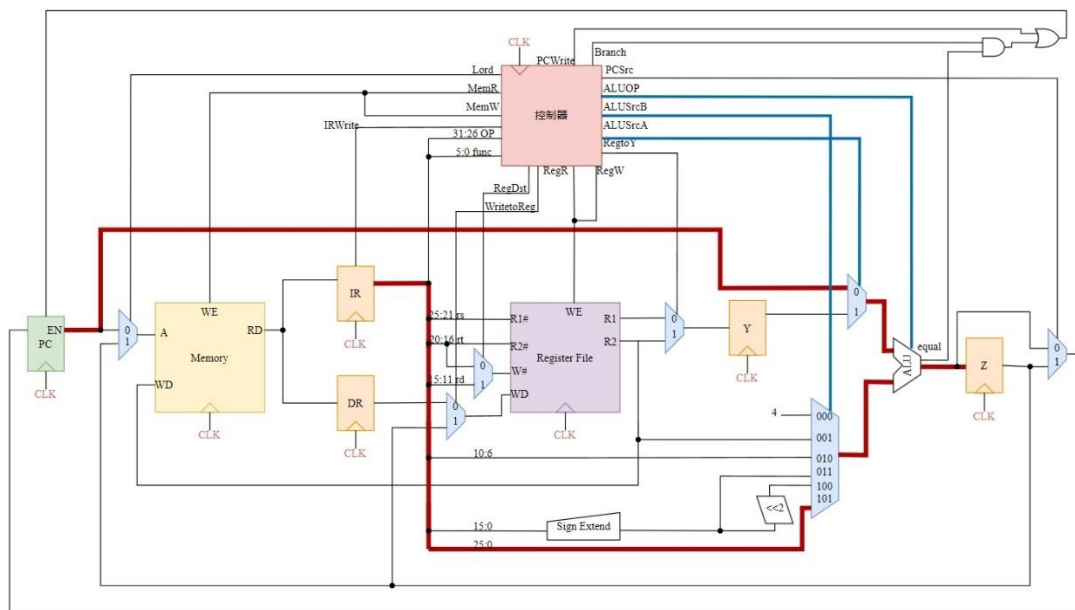 CLK
PCWrite
Branch
Lord
PCSrc
MemR
ALUOP
MemW
控制器
ALUSrcB
IRWrite
ALUSrcA
31:26 OP
RegtoY
5:0 func
RegR
RegW
RegDst
WritetoReg
EN
PC
CLK
0
1
A
WE
RD
Memory
WD
CLK
IR
CLK
DR
CLK
25:21 rs
20:16 rt
15:11 rd
0
1
0
1
WE
R1#
R1
R2#
R2
Register File
W#
WD
CLK
0
1
Y
CLK
0
1
ALU
equal
Z
CLK
0
1
4
000
001
10:6
010
011
100
101
<<2
15:0
Sign Extend
25:0